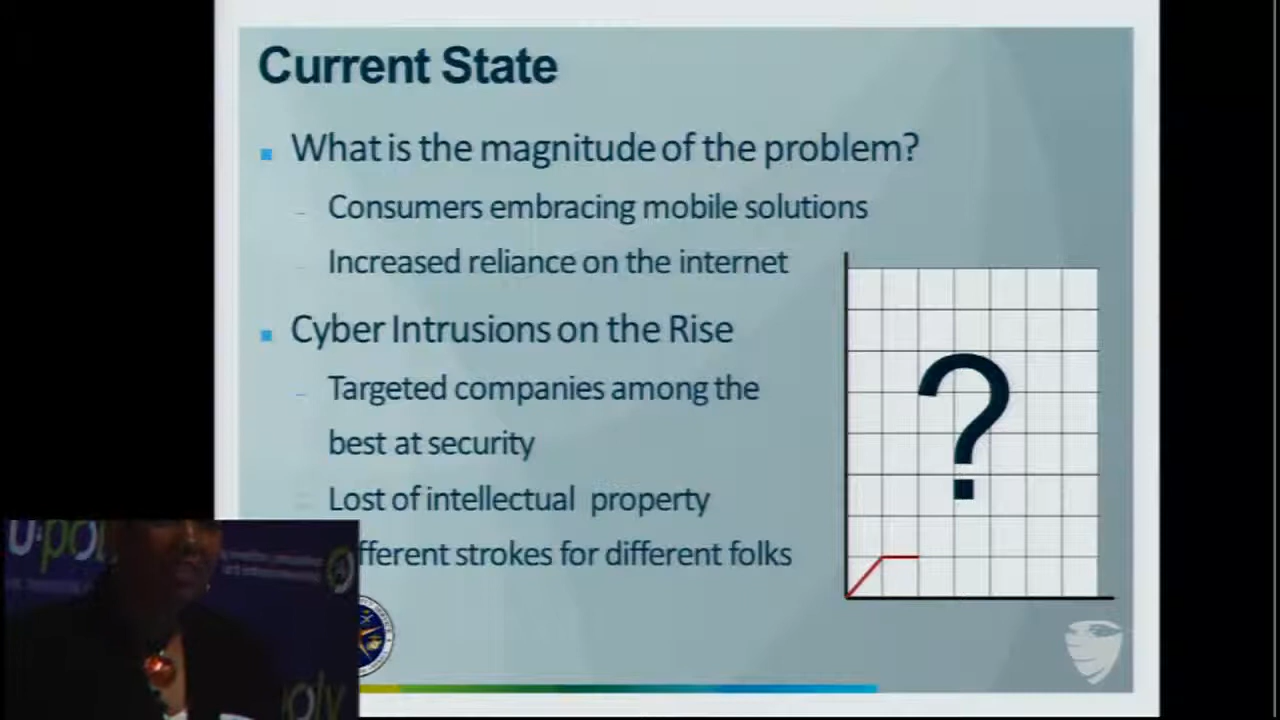 Current State
What is the magnitude of the problem?
Consumers embracing mobile solutions
Increased reliance on the internet
Cyber Intrusions on the Rise
Targeted companies among the
best at security
Lost of intellectual property
fferent strokes for different folks
?
u:poly
poly